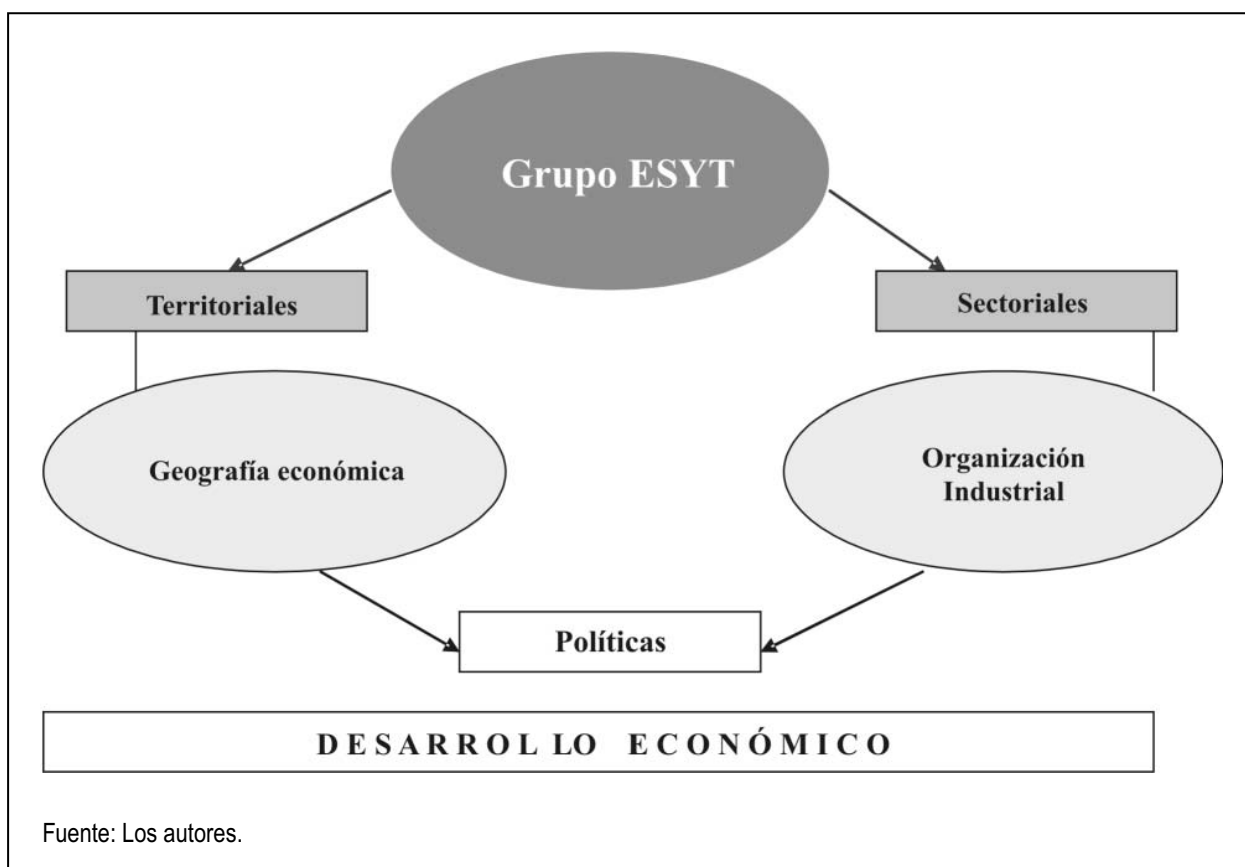 Grupo ESYT
Territoriales
Sectoriales
Geografía económica
Organización
Industrial
Políticas
DESARROLLO ECONÓMICO
Fuente: Los autores.